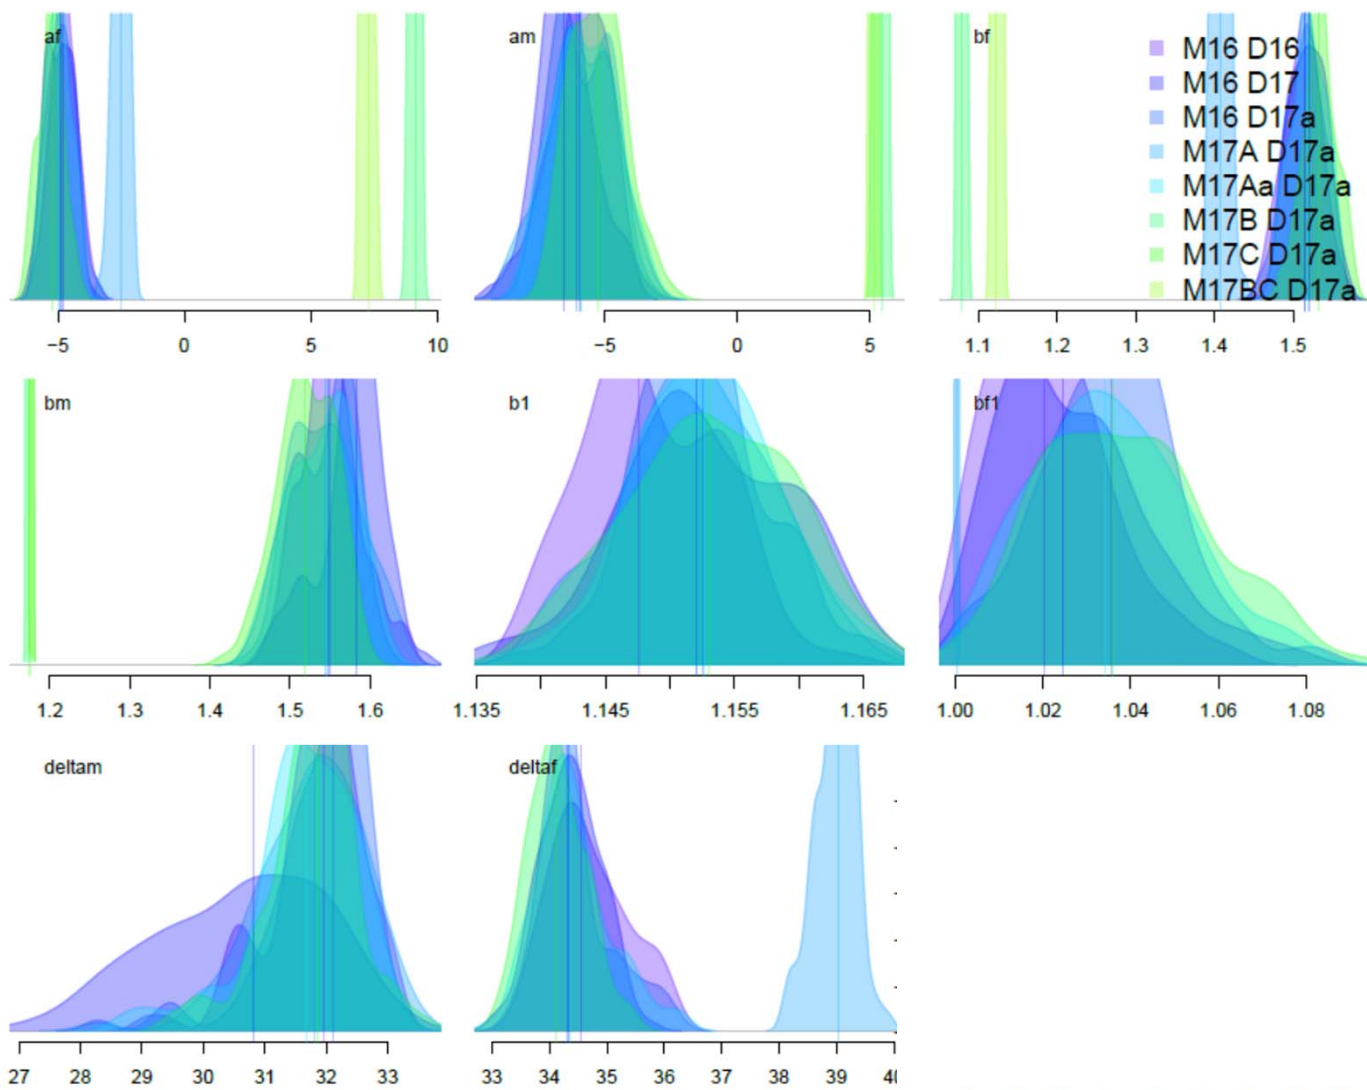 af
am
bf
M16 D16
M16 D17
M16 D17a
M17A D17a
M17Aa D17a
M17B D17a
M17C D17a
M17BC D17a
−5 0 5 10
−5 0 5
1.1 1.2 1.3 1.4 1.5
bm
b1
bf1
1.2 1.3 1.4 1.5 1.6
1.135 1.145 1.155 1.165
1.00 1.02 1.04 1.06 1.08
deltam
deltaf
27 28 29 30 31 32 33
33 34 35 36 37 38 39